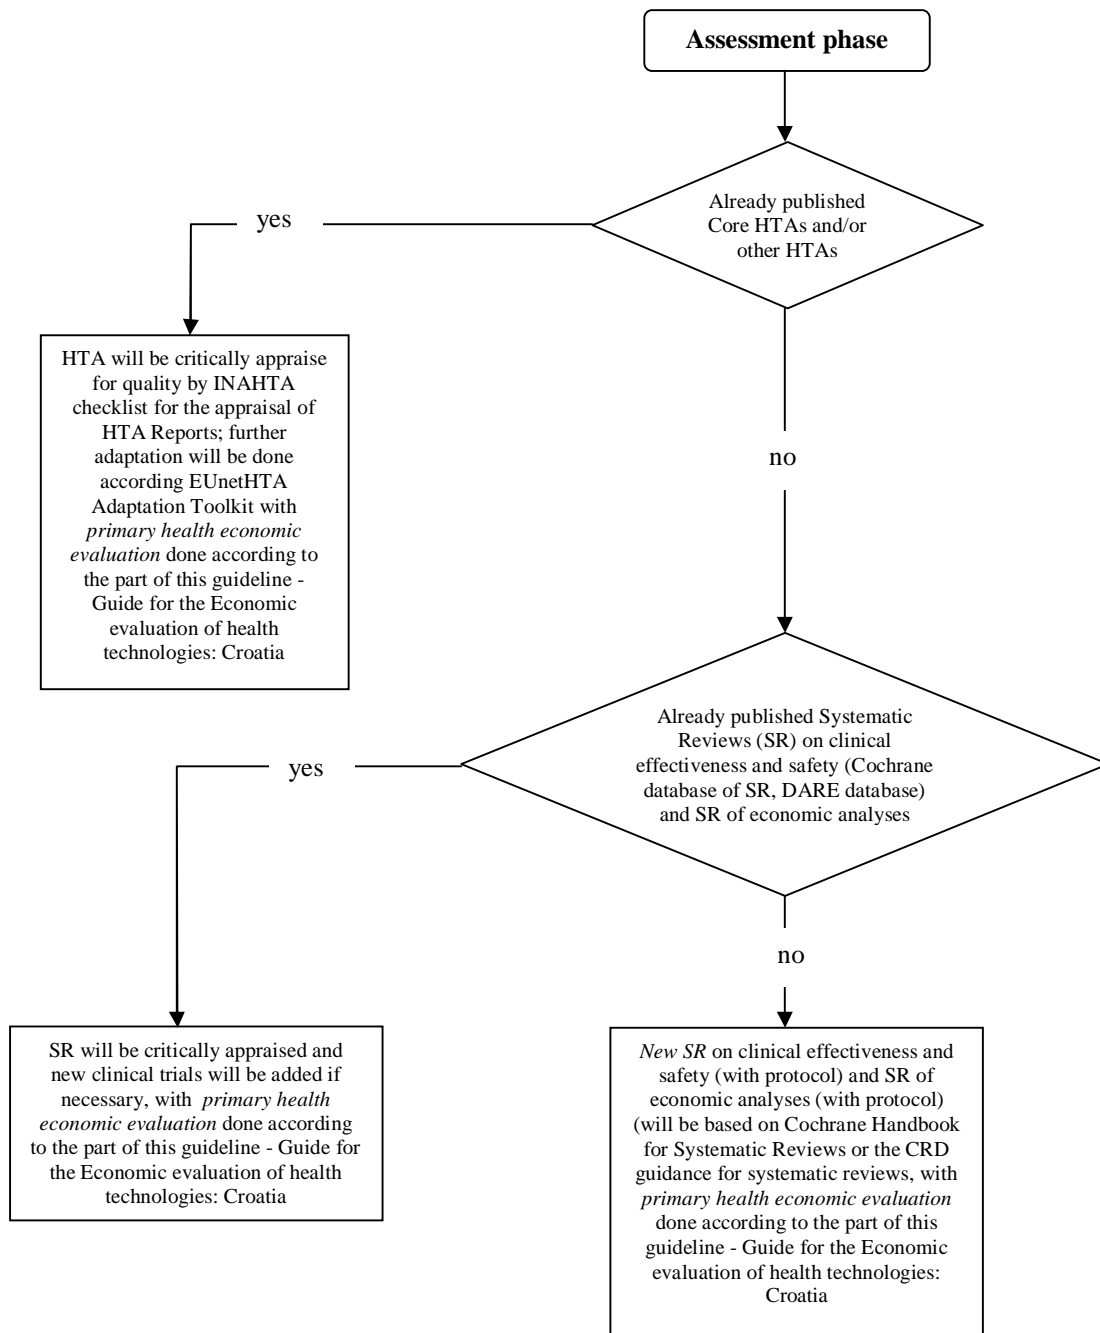 Assessment phase
Already published
Core HTAs and/or
other HTAs
yes
HTA will be critically appraise
for quality by INAHTA
checklist for the appraisal of
HTA Reports; further
adaptation will be done
according EUnetHTA
Adaptation Toolkit with
primary health economic
evaluation done according to
the part of this guideline -
Guide for the Economic
evaluation of health
technologies: Croatia
no
Already published Systematic
Reviews (SR) on clinical
effectiveness and safety (Cochrane
database of SR, DARE database)
and SR of economic analyses
yes
no
SR will be critically appraised and
new clinical trials will be added if
necessary, with primary health
economic evaluation done according
to the part of this guideline - Guide for
the Economic evaluation of health
technologies: Croatia
New SR on clinical effectiveness and
safety (with protocol) and SR of
economic analyses (with protocol)
(will be based on Cochrane Handbook
for Systematic Reviews or the CRD
guidance for systematic reviews, with
primary health economic evaluation
done according to the part of this
guideline - Guide for the Economic
evaluation of health technologies:
Croatia